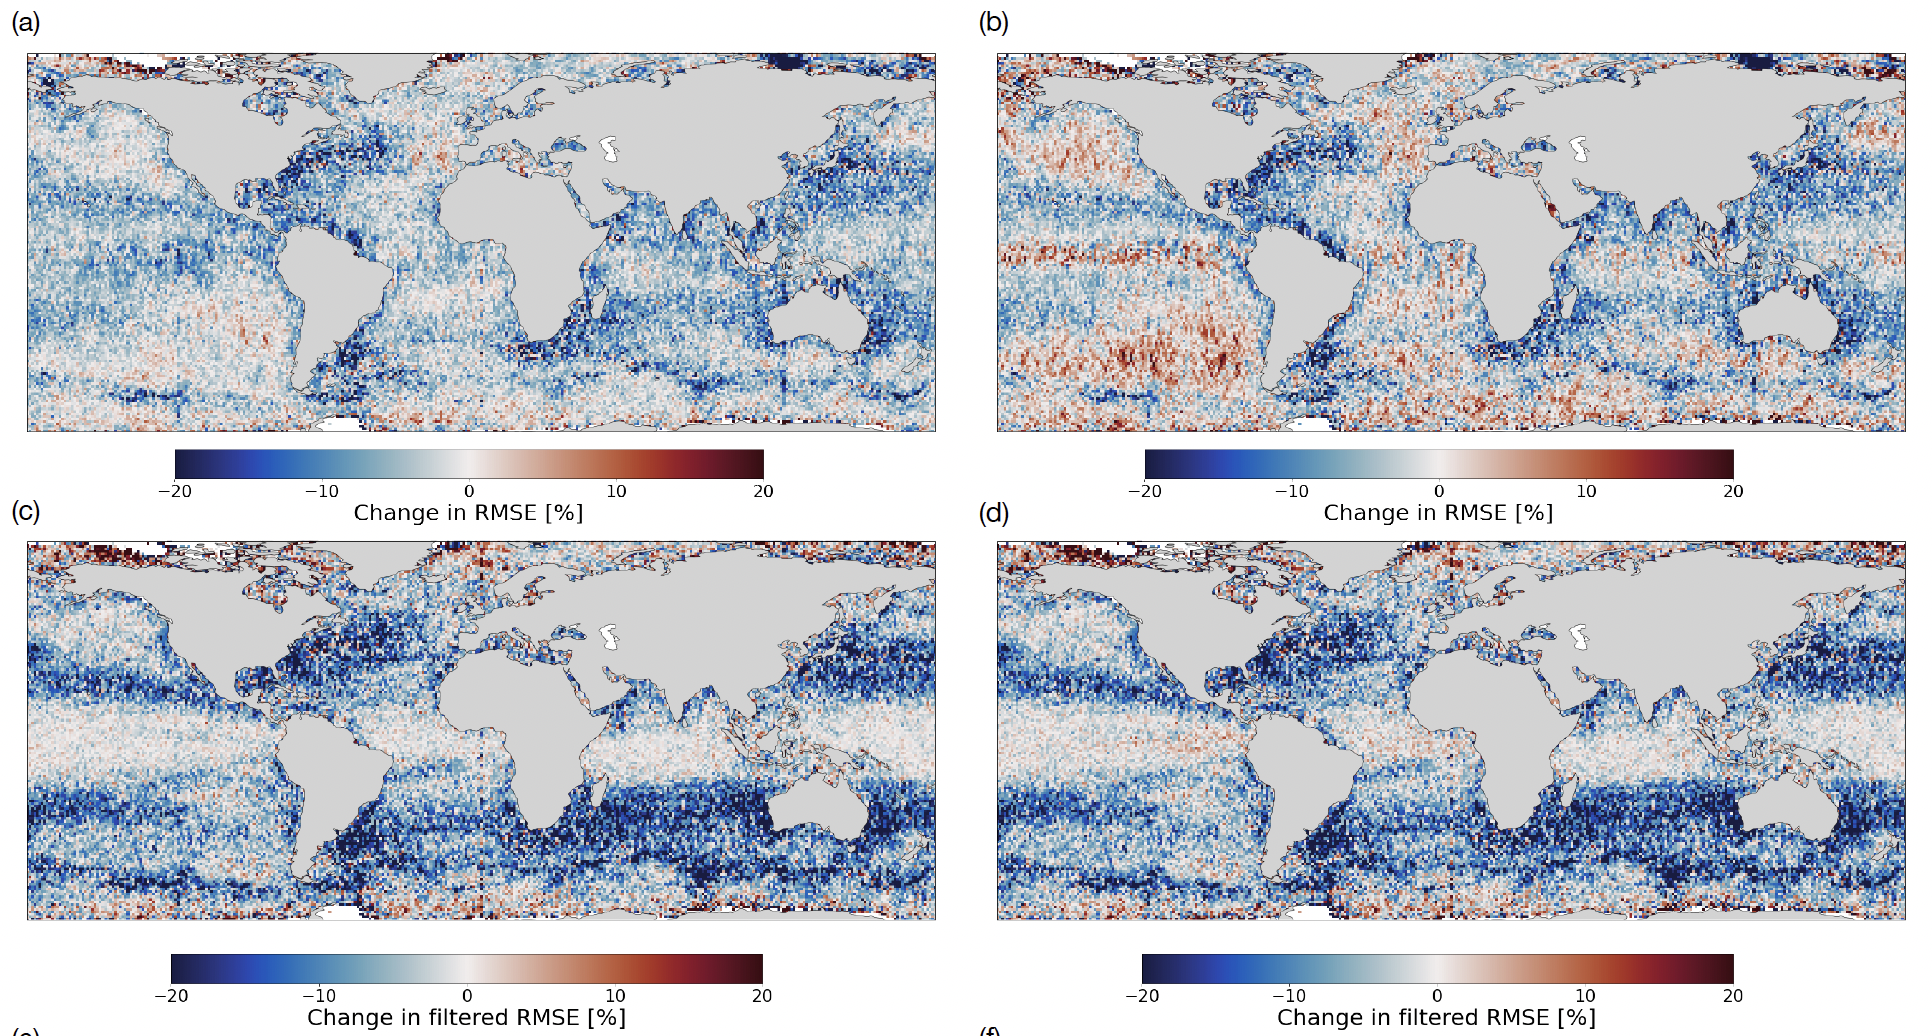 (a)
(b)
−20 −10 0 10 20
Change in RMSE [%]
−20 −10 0 10 20
Change in RMSE [%]
(c)
(d)
−20 −10 0 10 20
Change in filtered RMSE [%]
−20 −10 0 10 20
Change in filtered RMSE [%]
(f)